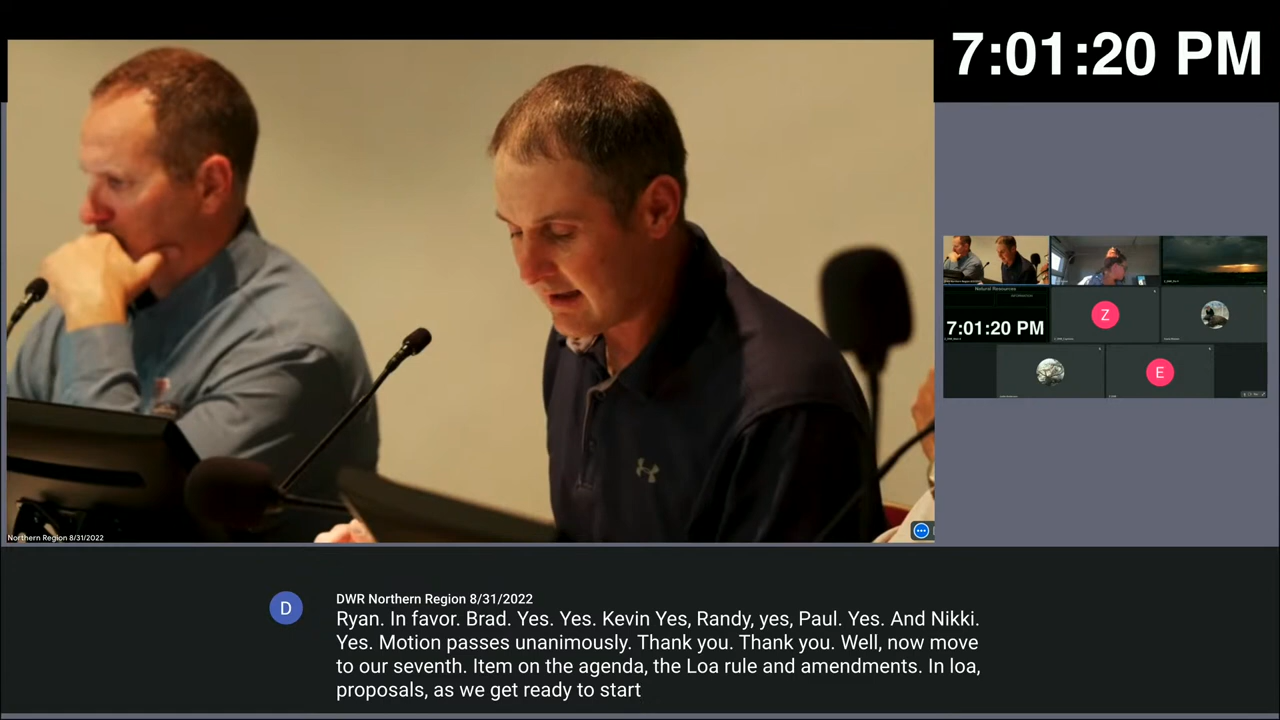 7:01:20 PM
Natural Resources
7:01:20 PM
Z
E
Northern Region 8/31/2022
D
DWR Northern Region 8/31/2022
Ryan. In favor. Brad. Yes. Yes. Kevin Yes, Randy, yes, Paul. Yes. And Nikki.
Yes. Motion passes unanimously. Thank you. Thank you. Well, now move
to our seventh. Item on the agenda, the Loa rule and amendments. In loa,
proposals, as we get ready to start